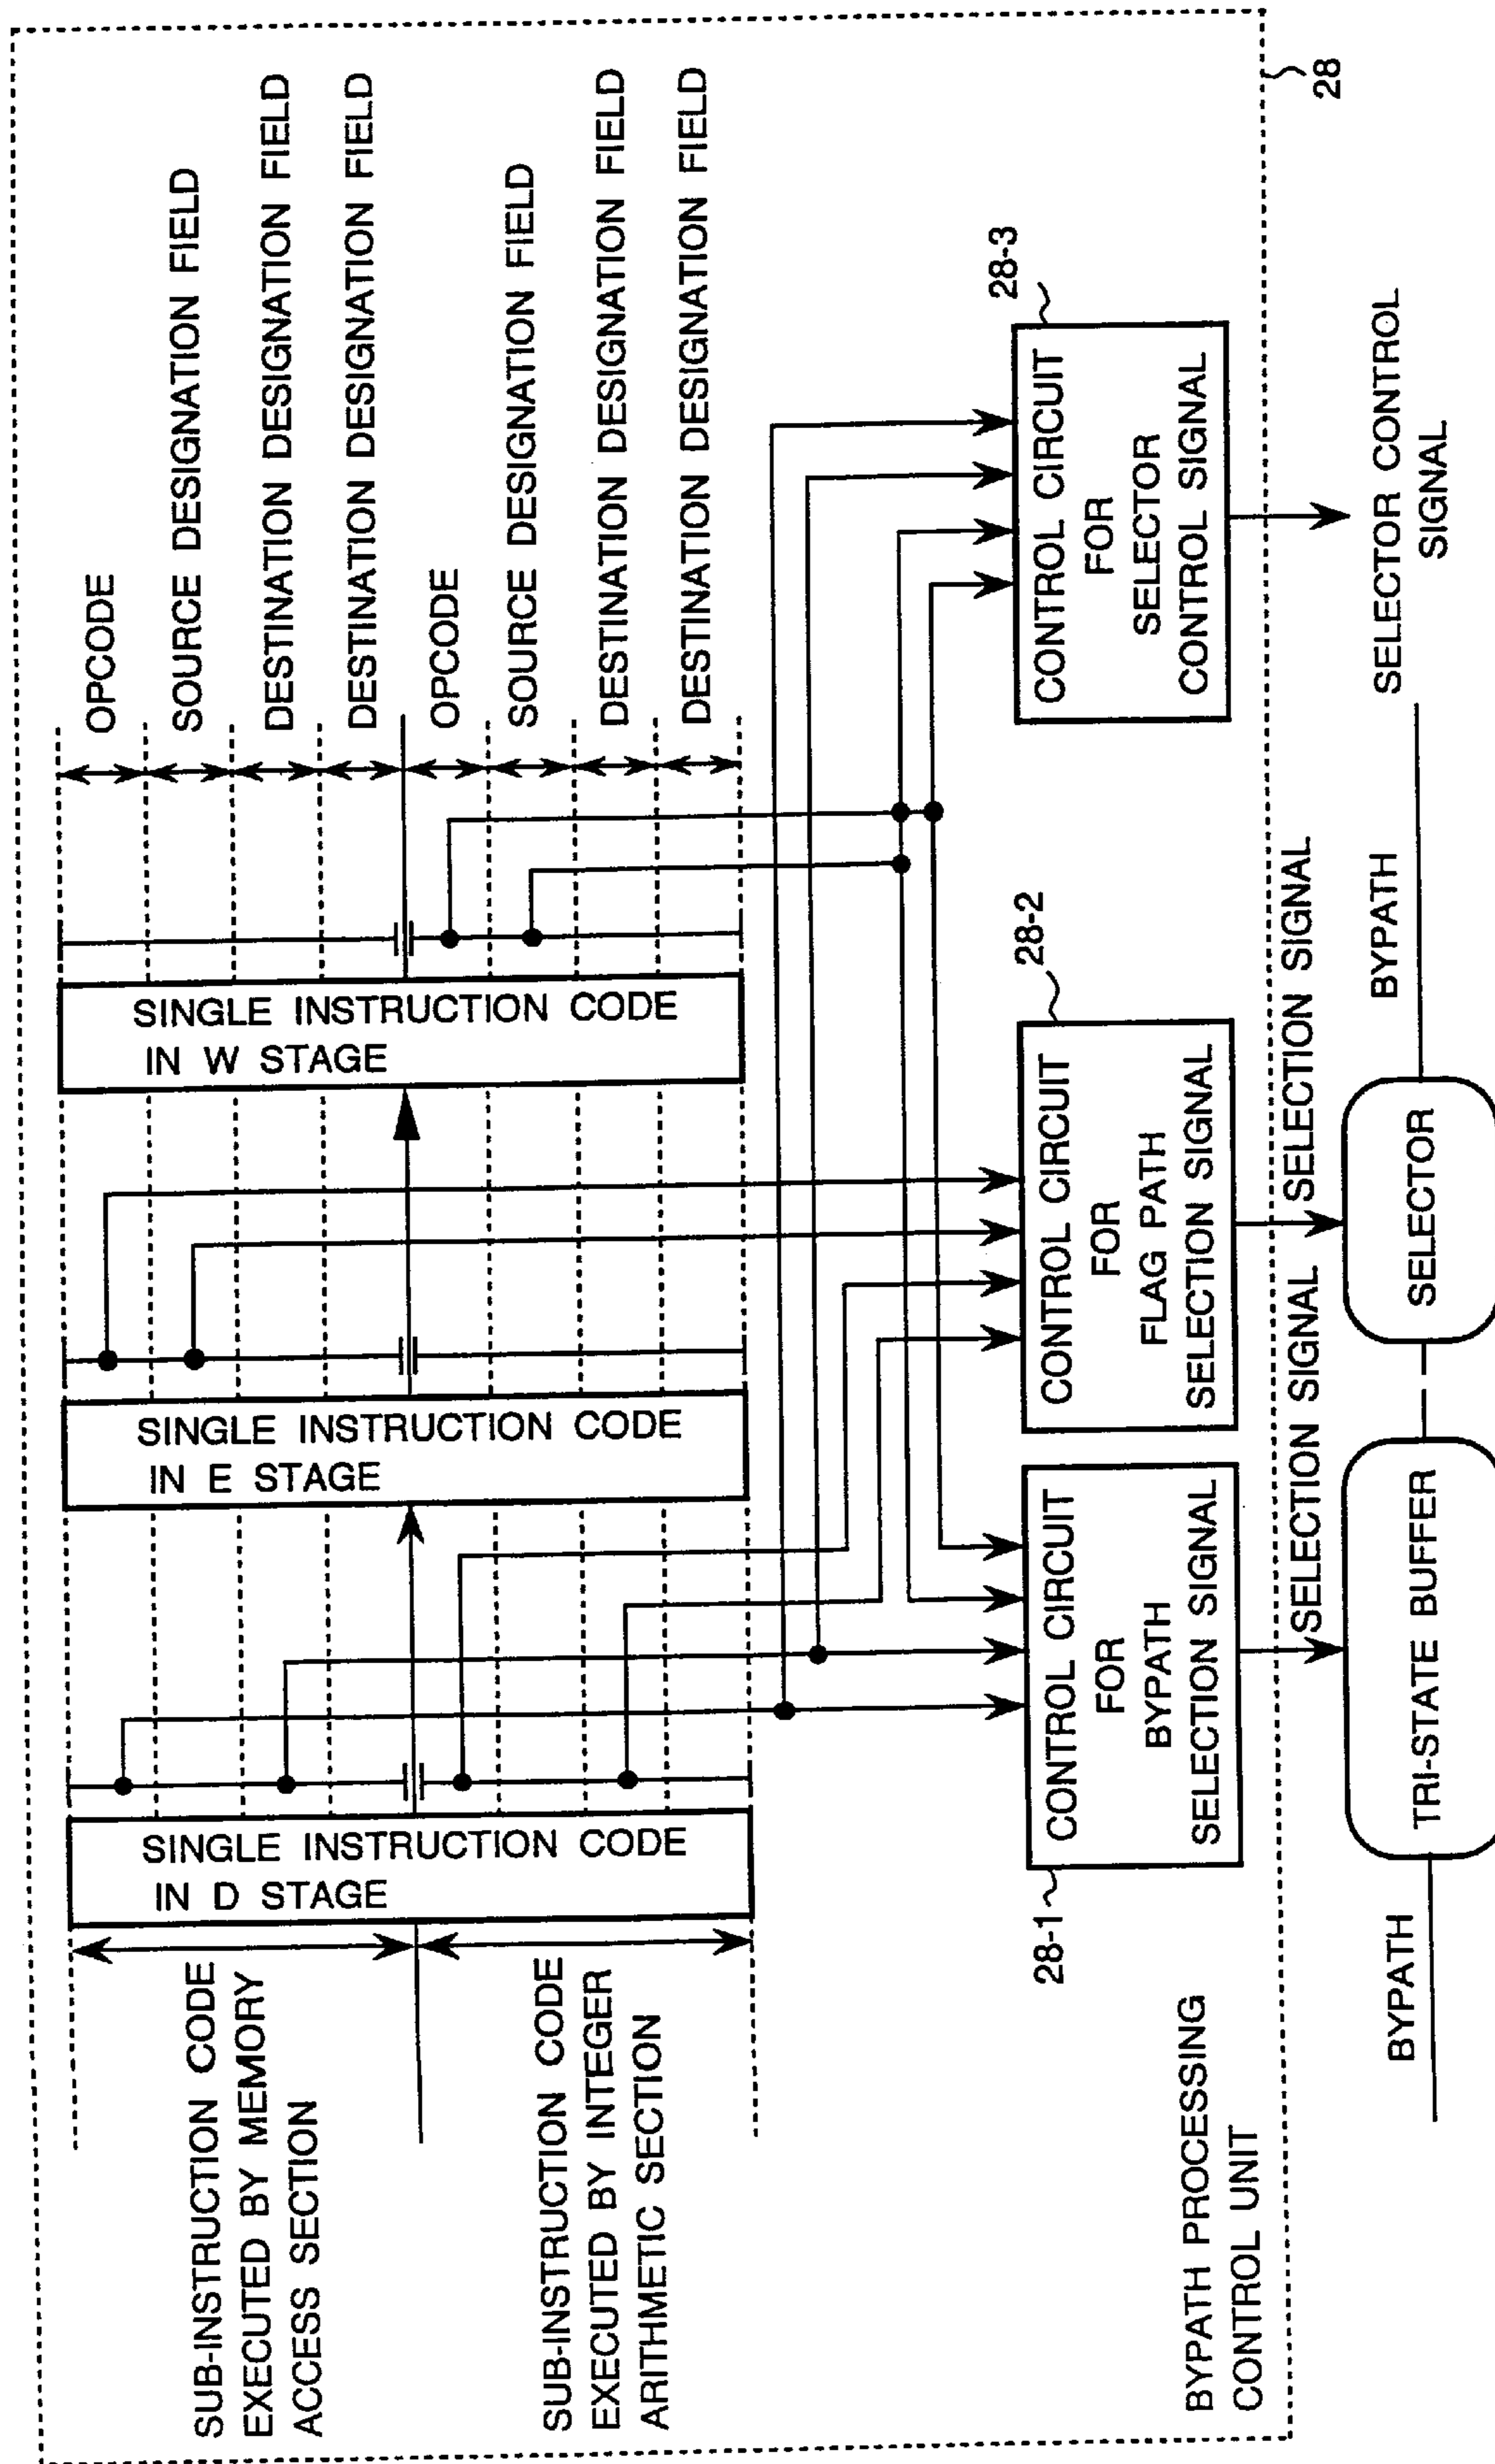 OPCODE
SOURCE DESIGNATION FIELD
DESTINATION DESIGNATION FIELD
DESTINATION DESIGNATION FIELD
OPCODE
SOURCE DESIGNATION FIELD
DESTINATION DESIGNATION FIELD
DESTINATION DESIGNATION FIELD
SUB-INSTRUCTION CODE
EXECUTED BY MEMORY
ACCESS SECTION
SUB-INSTRUCTION CODE
EXECUTED BY INTEGER
ARITHMETIC SECTION
SINGLE INSTRUCTION CODE
IN D STAGE
SINGLE INSTRUCTION CODE
IN E STAGE
SINGLE INSTRUCTION CODE
IN W STAGE
28-1
CONTROL CIRCUIT
FOR
BYPATH
SELECTION SIGNAL
28-2
CONTROL CIRCUIT
FOR
FLAG PATH
SELECTION SIGNAL
28-3
CONTROL CIRCUIT
FOR
SELECTOR
CONTROL SIGNAL
BYPATH PROCESSING
CONTROL UNIT
28
SELECTION SIGNAL
SELECTION SIGNAL
SELECTOR CONTROL
SIGNAL
BYPATH
TRI-STATE BUFFER
SELECTOR
BYPATH